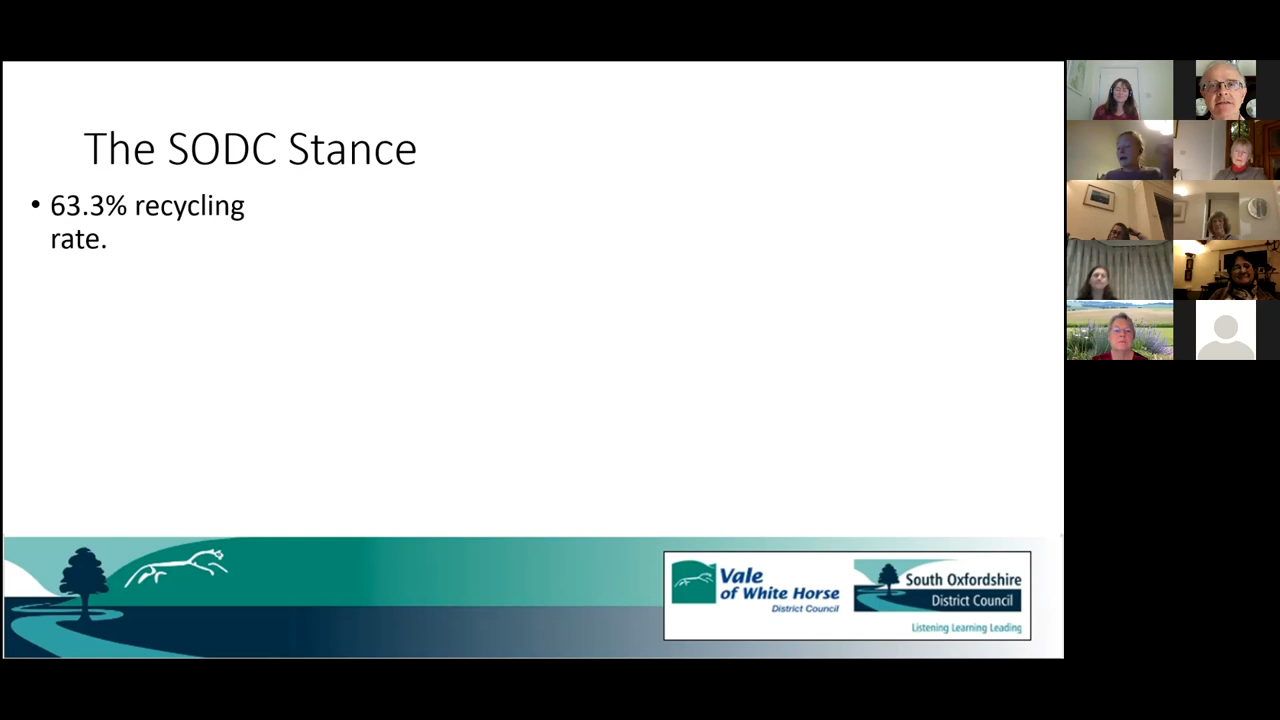 The SODC Stance
• 63.3% recycling
rate.
Vale
of White Horse
District Council
South Oxfordshire
District Council
Listening Learning Leading